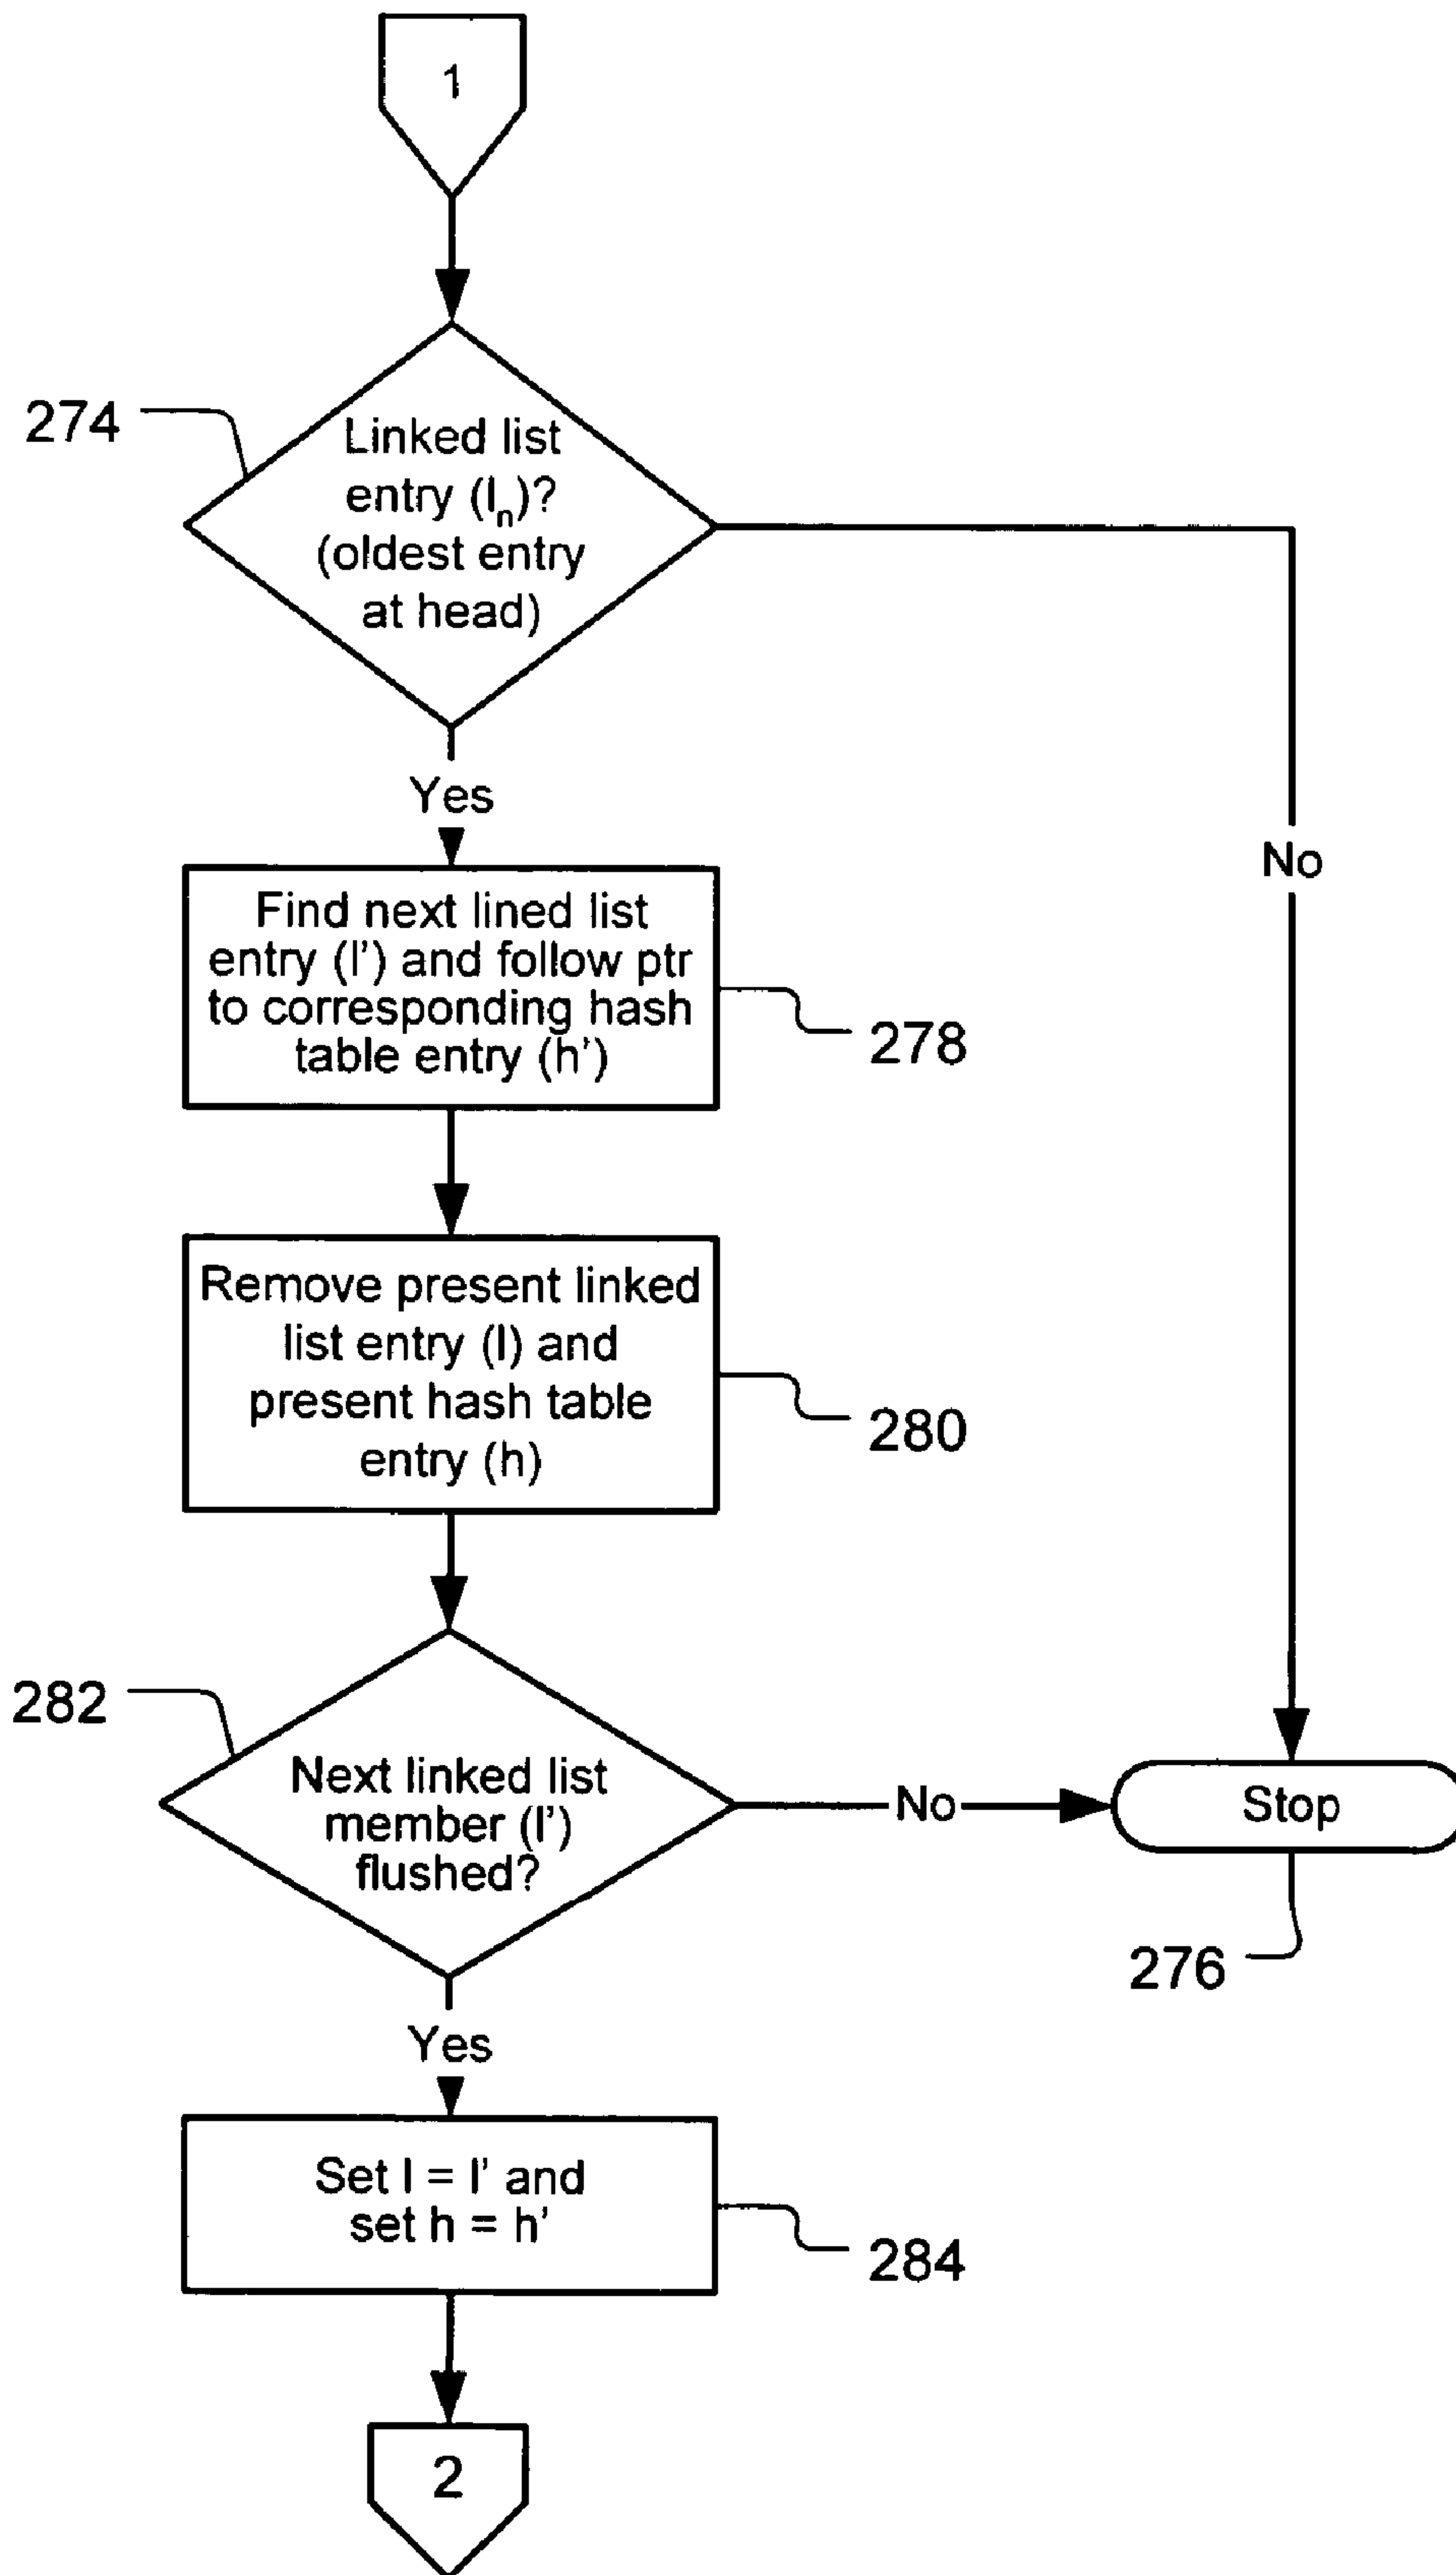 1
274
Linked list
entry (l_n)?
(oldest entry
at head)
Yes
No
Find next lined list
entry (l') and follow ptr
to corresponding hash
table entry (h')
278
Remove present linked
list entry (l) and
present hash table
entry (h)
280
282
Next linked list
member (l')
flushed?
No
Stop
276
Yes
Set l = l' and
set h = h'
284
2